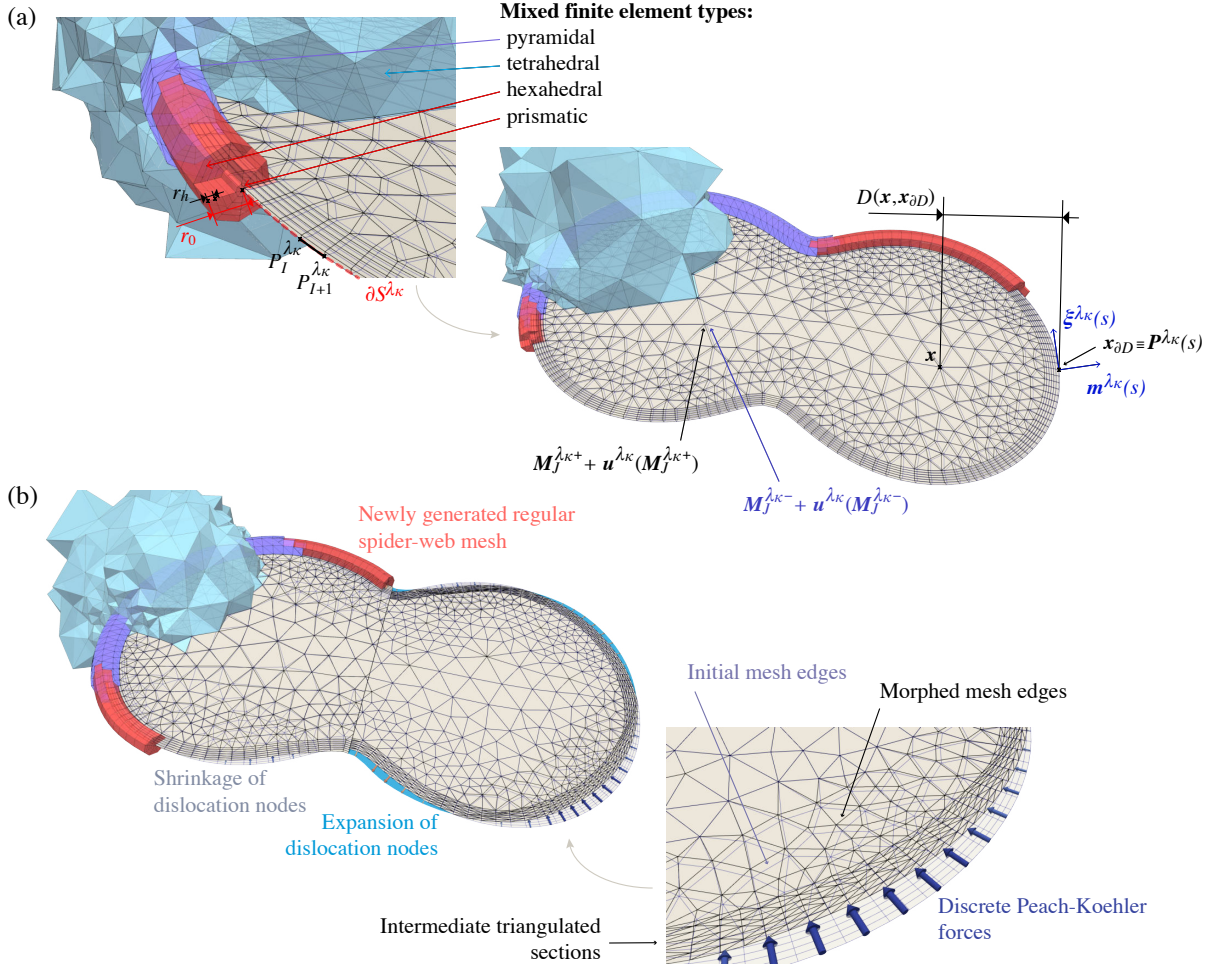 (a)
Mixed finite element types:
pyramidal
tetrahedral
hexahedral
prismatic
r_h
r_0
P_I^{λκ}
P_{I+1}^{λκ}
∂S^{λκ}
D(x,x_{∂D})
ξ^{λκ}(s)
x
x_{∂D} ≡ P^{λκ}(s)
m^{λκ}(s)
M_J^{λκ+} + u^{λκ}(M_J^{λκ+})
M_J^{λκ−} + u^{λκ}(M_J^{λκ−})
(b)
Newly generated regular
spider-web mesh
Initial mesh edges
Morphed mesh edges
Shrinkage of
dislocation nodes
Expansion of
dislocation nodes
Intermediate triangulated
sections
Discrete Peach-Koehler
forces